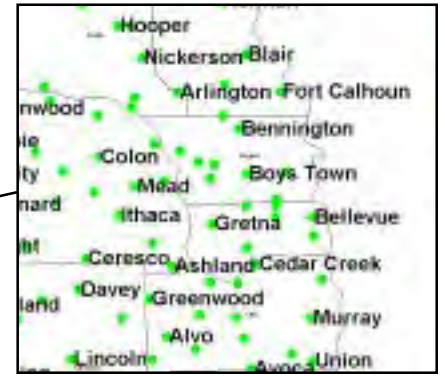 Hooper
Nickerson Blair
Arlington Fort Calhoun
nwood
Bennington
Colon
Boys Town
Mead
nard
Ithaca
Gretna
Bellevue
Ceresco Ashland Cedar Creek
Davey
Greenwood
land
Murray
Alvo
Lincoln
Avoca Union